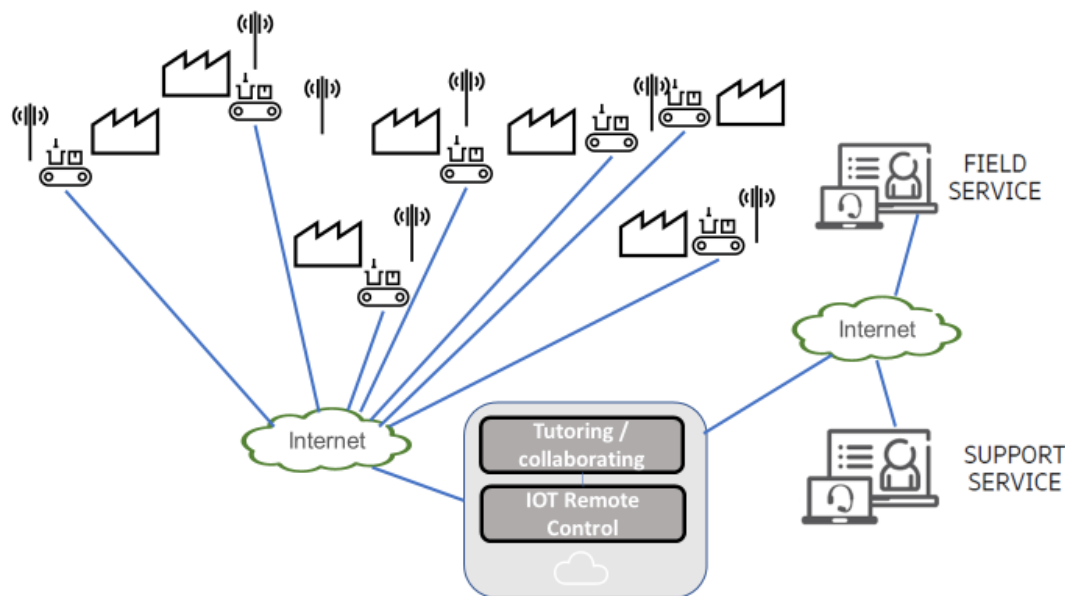 FIELD
SERVICE
Internet
Internet
Tutoring /
collaborating
IOT Remote
Control
SUPPORT
SERVICE